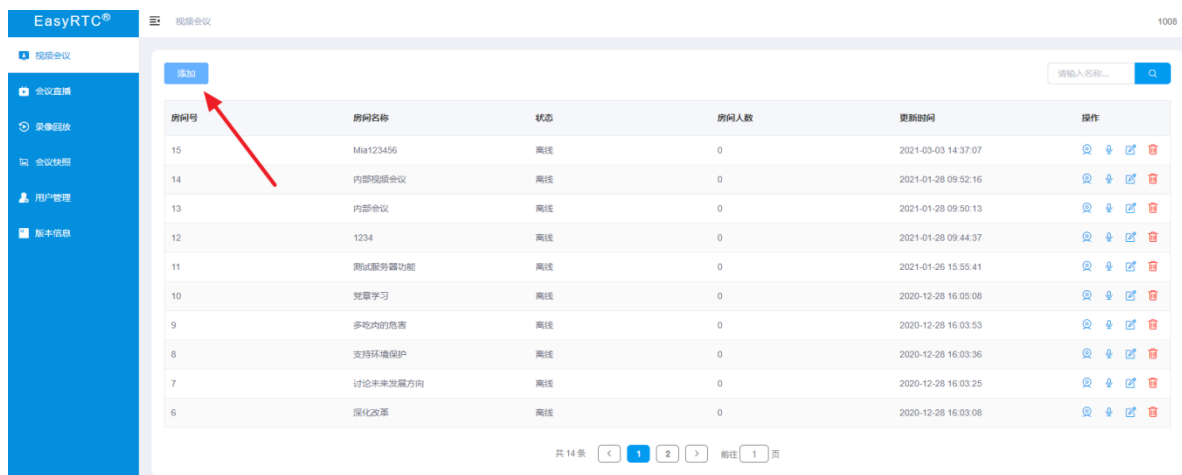 EasyRTC®
视频会议
1008
视频会议
会议直播
录像回放
会议快照
用户管理
版本信息
添加
请输入名称...
房间号 房间名称 状态 房间人数 更新时间 操作
15 Mia123456 离线 0 2021-03-03 14:37:07
14 内部视频会议 离线 0 2021-01-28 09:52:16
13 内部会议 离线 0 2021-01-28 09:50:13
12 1234 离线 0 2021-01-28 09:44:37
11 测试服务器功能 离线 0 2021-01-26 15:55:41
10 党章学习 离线 0 2020-12-28 16:05:08
9 多吃肉的危害 离线 0 2020-12-28 16:03:53
8 支持环境保护 离线 0 2020-12-28 16:03:36
7 讨论未来发展方向 离线 0 2020-12-28 16:03:25
6 深化改革 离线 0 2020-12-28 16:03:08
共 14 条 1 2 前往 1 页